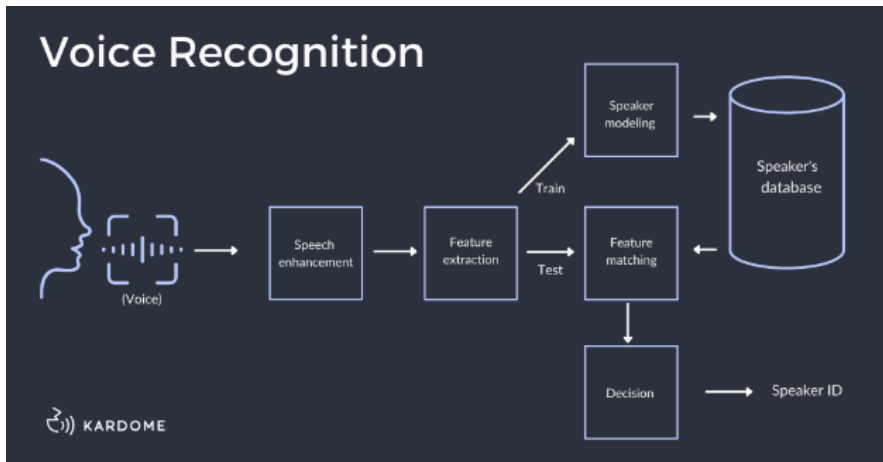 Voice Recognition
(Voice)
Speech
enhancement
Feature
extraction
Train
Test
Speaker
modeling
Feature
matching
Speaker's
database
Decision
Speaker ID
KARDOME